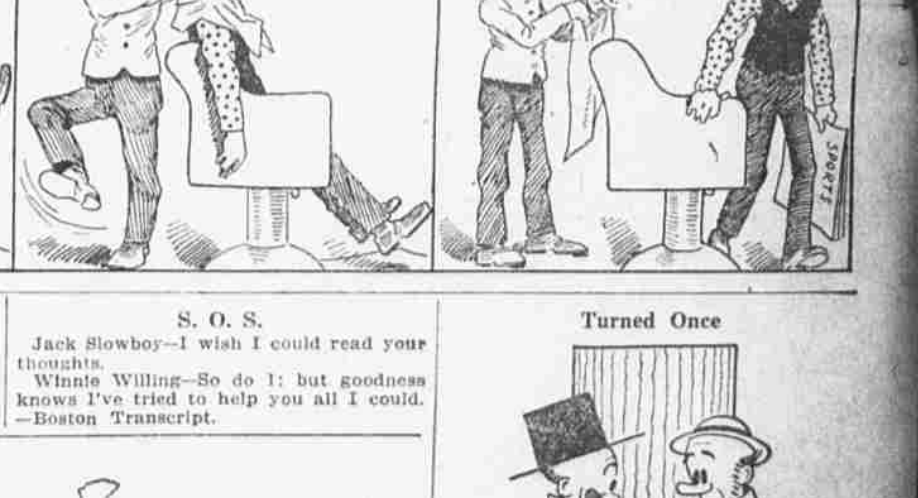 SPORTS
S. O. S.
Jack Slowboy—I wish I could read your
thoughts.
Winnie Willing—So do I; but goodness
knows I've tried to help you all I could.
—Boston Transcript.
Turned Once